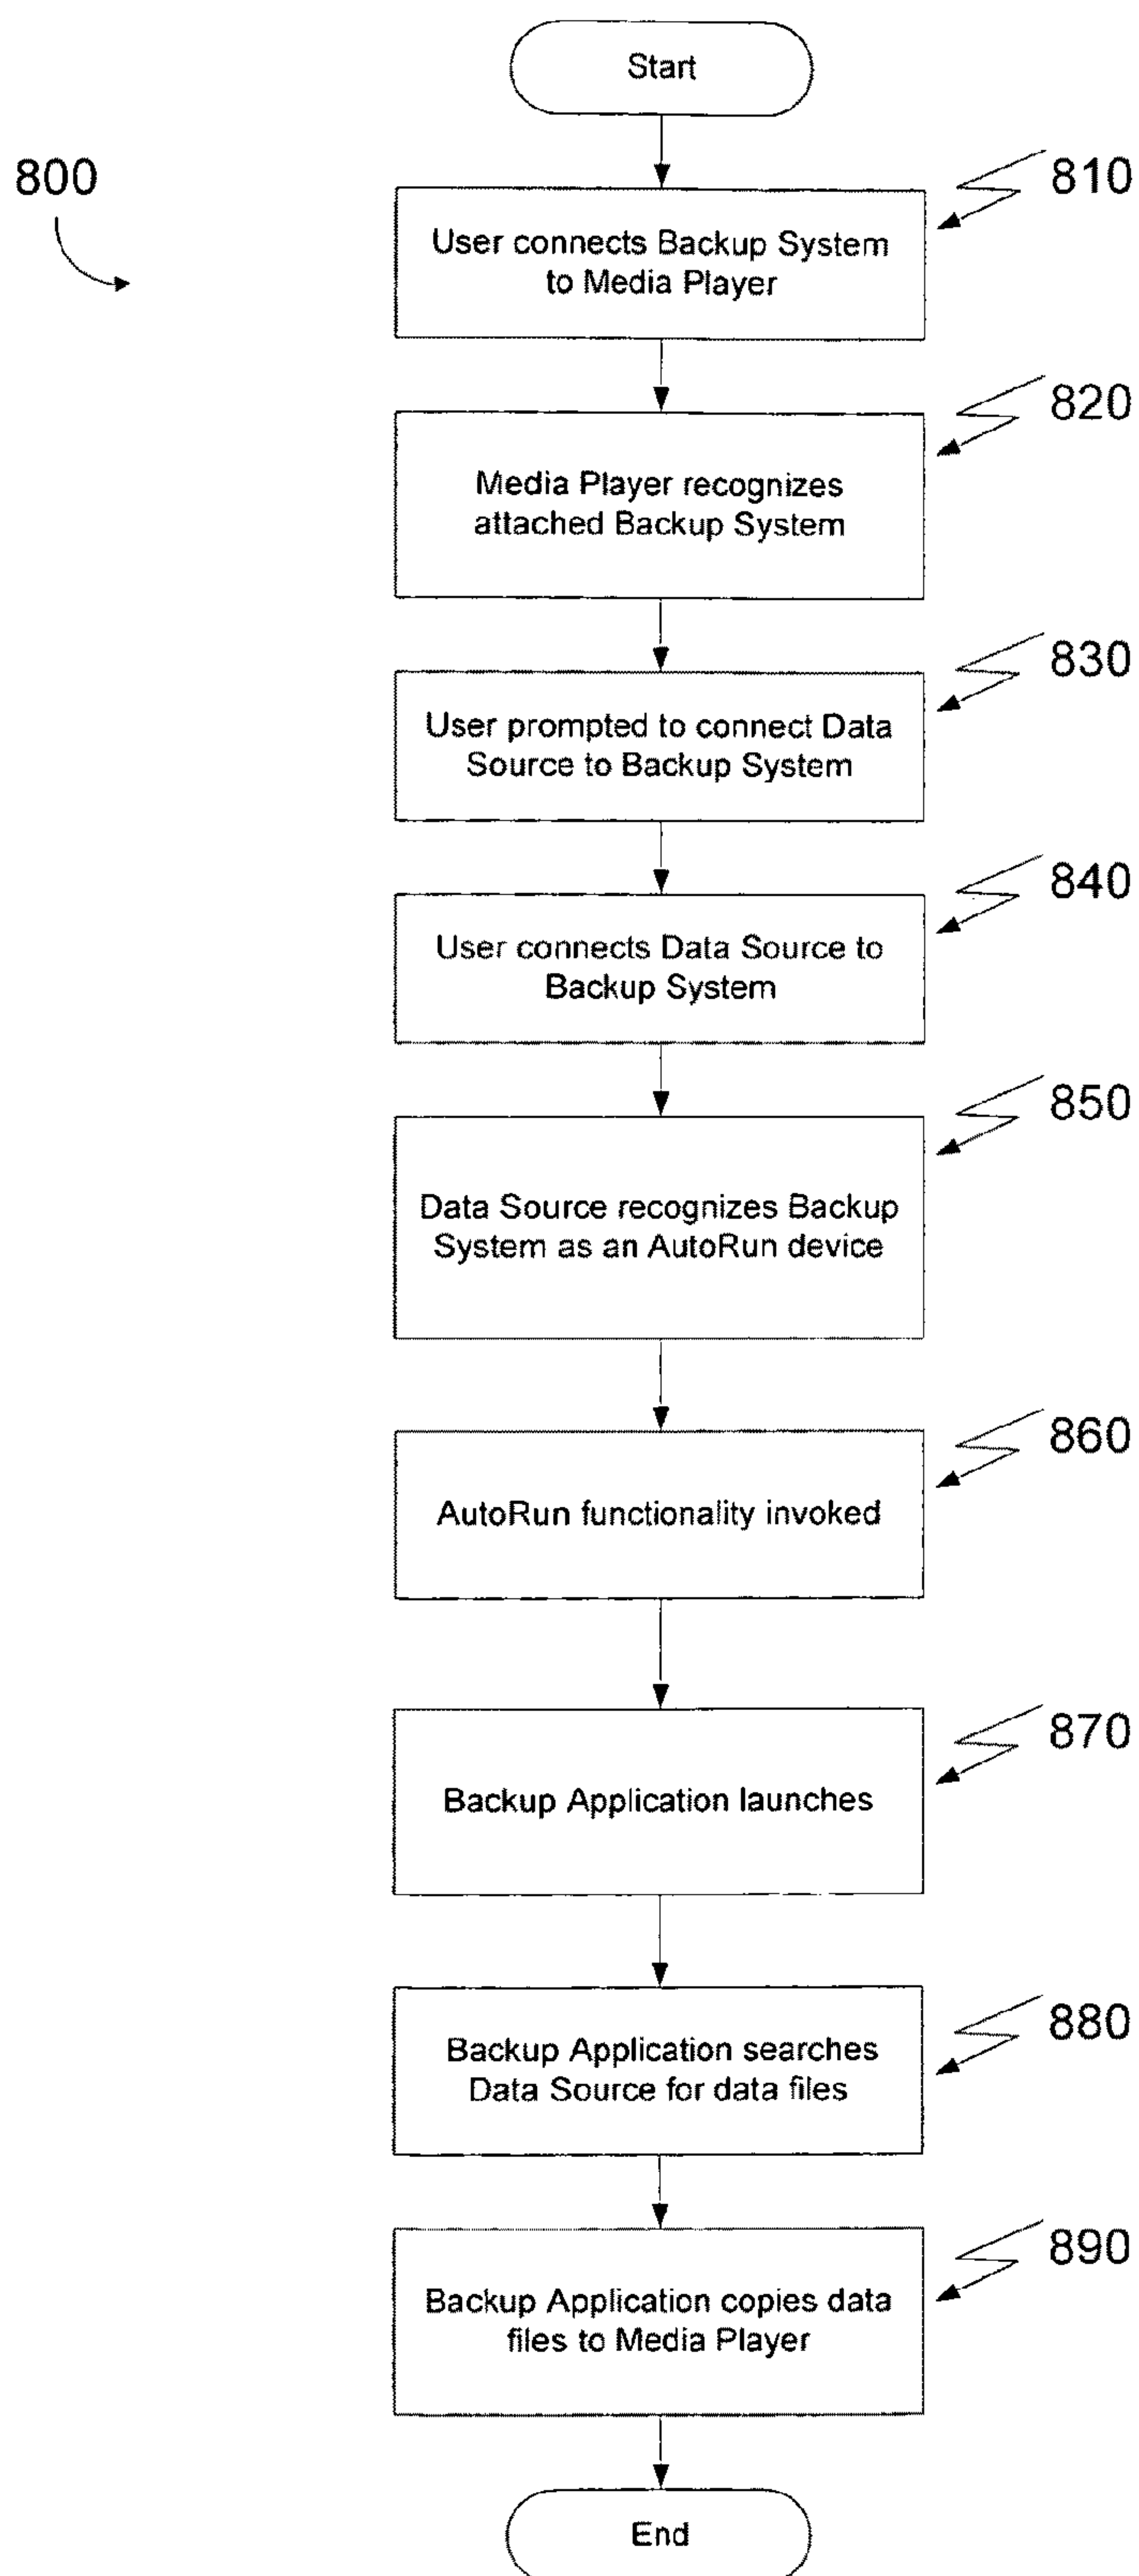 Start
800
810
User connects Backup System
to Media Player
820
Media Player recognizes
attached Backup System
830
User prompted to connect Data
Source to Backup System
840
User connects Data Source to
Backup System
850
Data Source recognizes Backup
System as an AutoRun device
860
AutoRun functionality invoked
870
Backup Application launches
880
Backup Application searches
Data Source for data files
890
Backup Application copies data
files to Media Player
End